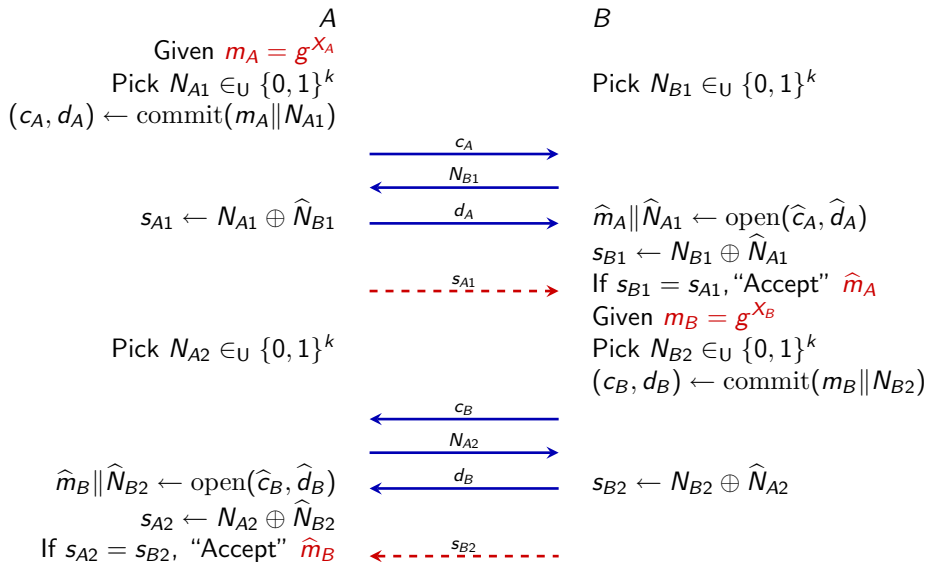 A B
Given m_A = g^{X_A}
Pick N_{A1} ∈_U {0, 1}^k Pick N_{B1} ∈_U {0, 1}^k
(c_A, d_A) ← commit(m_A‖N_{A1})
c_A
N_{B1}
s_{A1} ← N_{A1} ⊕ N̂_{B1} d_A m̂_A‖N̂_{A1} ← open(ĉ_A, d̂_A)
s_{B1} ← N_{B1} ⊕ N̂_{A1}
s_{A1} If s_{B1} = s_{A1}, “Accept” m̂_A
Given m_B = g^{X_B}
Pick N_{A2} ∈_U {0, 1}^k Pick N_{B2} ∈_U {0, 1}^k
(c_B, d_B) ← commit(m_B‖N_{B2})
c_B
N_{A2}
m̂_B‖N̂_{B2} ← open(ĉ_B, d̂_B) d_B s_{B2} ← N_{B2} ⊕ N̂_{A2}
s_{A2} ← N_{A2} ⊕ N̂_{B2}
If s_{A2} = s_{B2}, “Accept” m̂_B s_{B2}